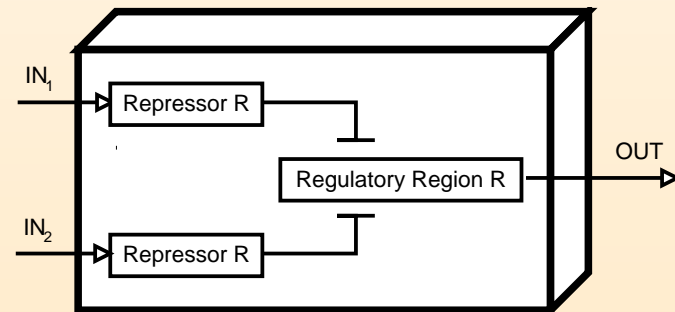 IN1
Repressor R
OUT
Regulatory Region R
IN2
Repressor R